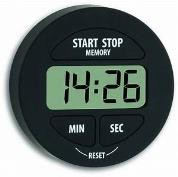 START STOP
MEMORY
14:26
MIN SEC
RESET